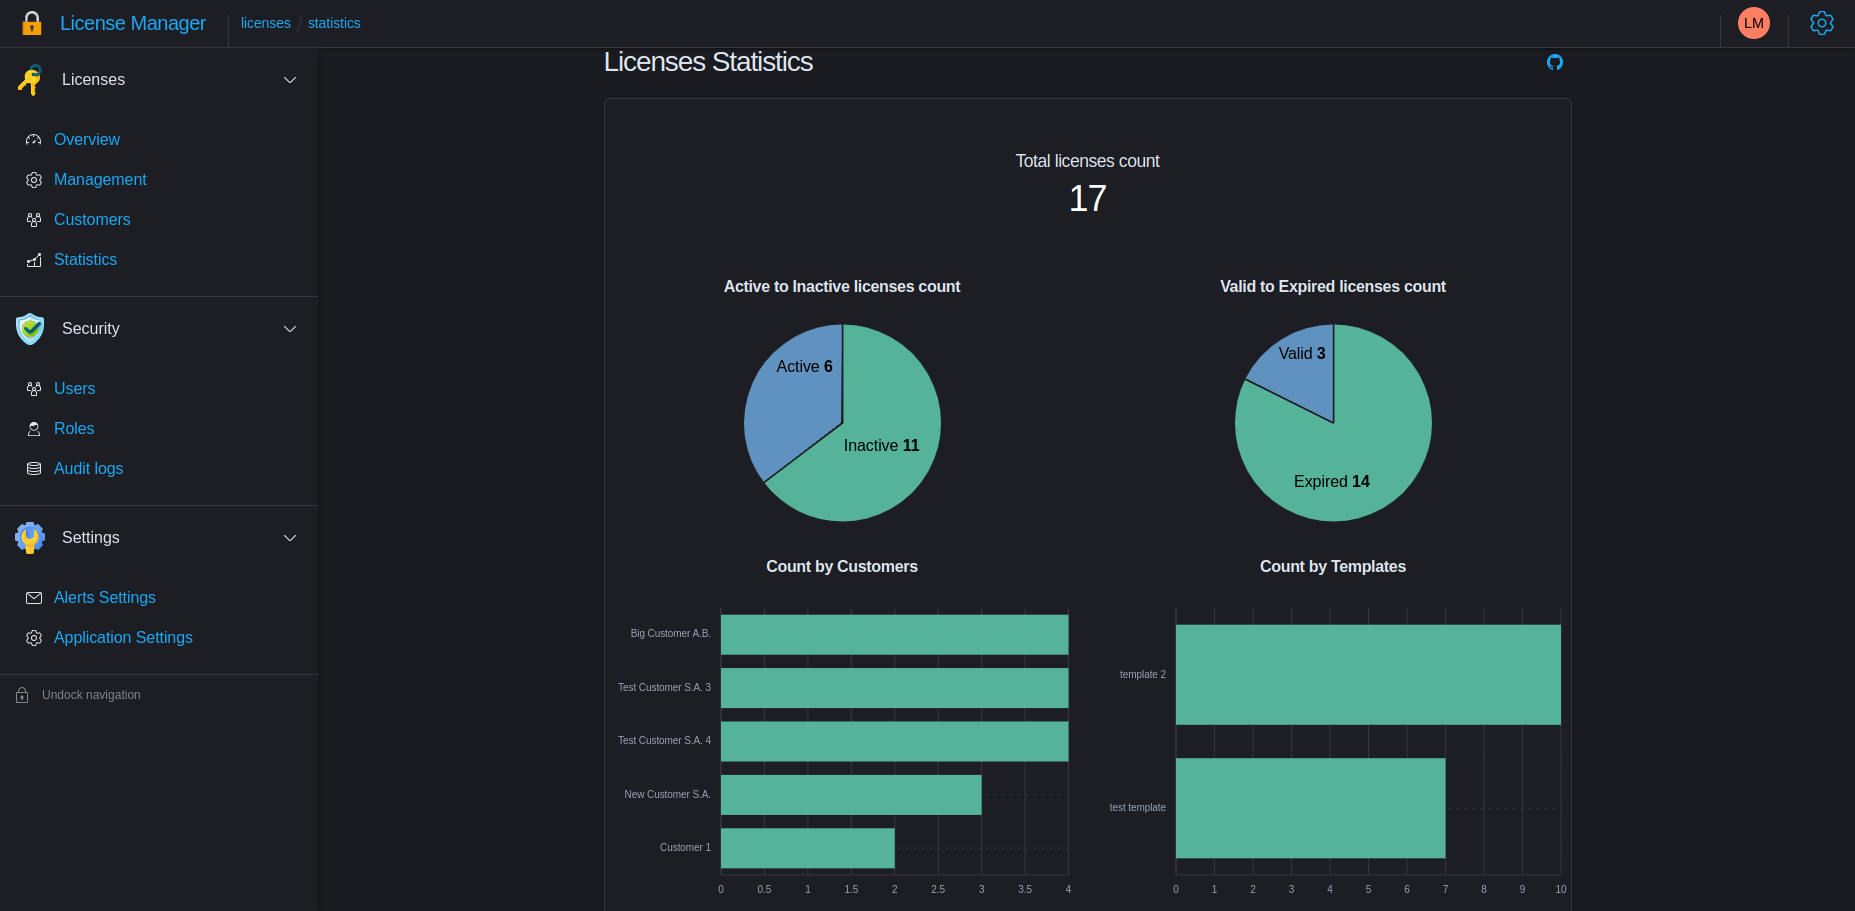 License Manager
licenses / statistics
LM
Licenses
Overview
Management
Customers
Statistics
Security
Users
Roles
Audit logs
Settings
Alerts Settings
Application Settings
Undock navigation
Licenses Statistics
Total licenses count
17
Active to Inactive licenses count
Active 6
Inactive 11
Valid to Expired licenses count
Valid 3
Expired 14
Count by Customers
Big Customer A.B.
Test Customer S.A. 3
Test Customer S.A. 4
New Customer S.A.
Customer 1
0 0.5 1 1.5 2 2.5 3 3.5 4
Count by Templates
template 2
test template
0 1 2 3 4 5 6 7 8 9 10